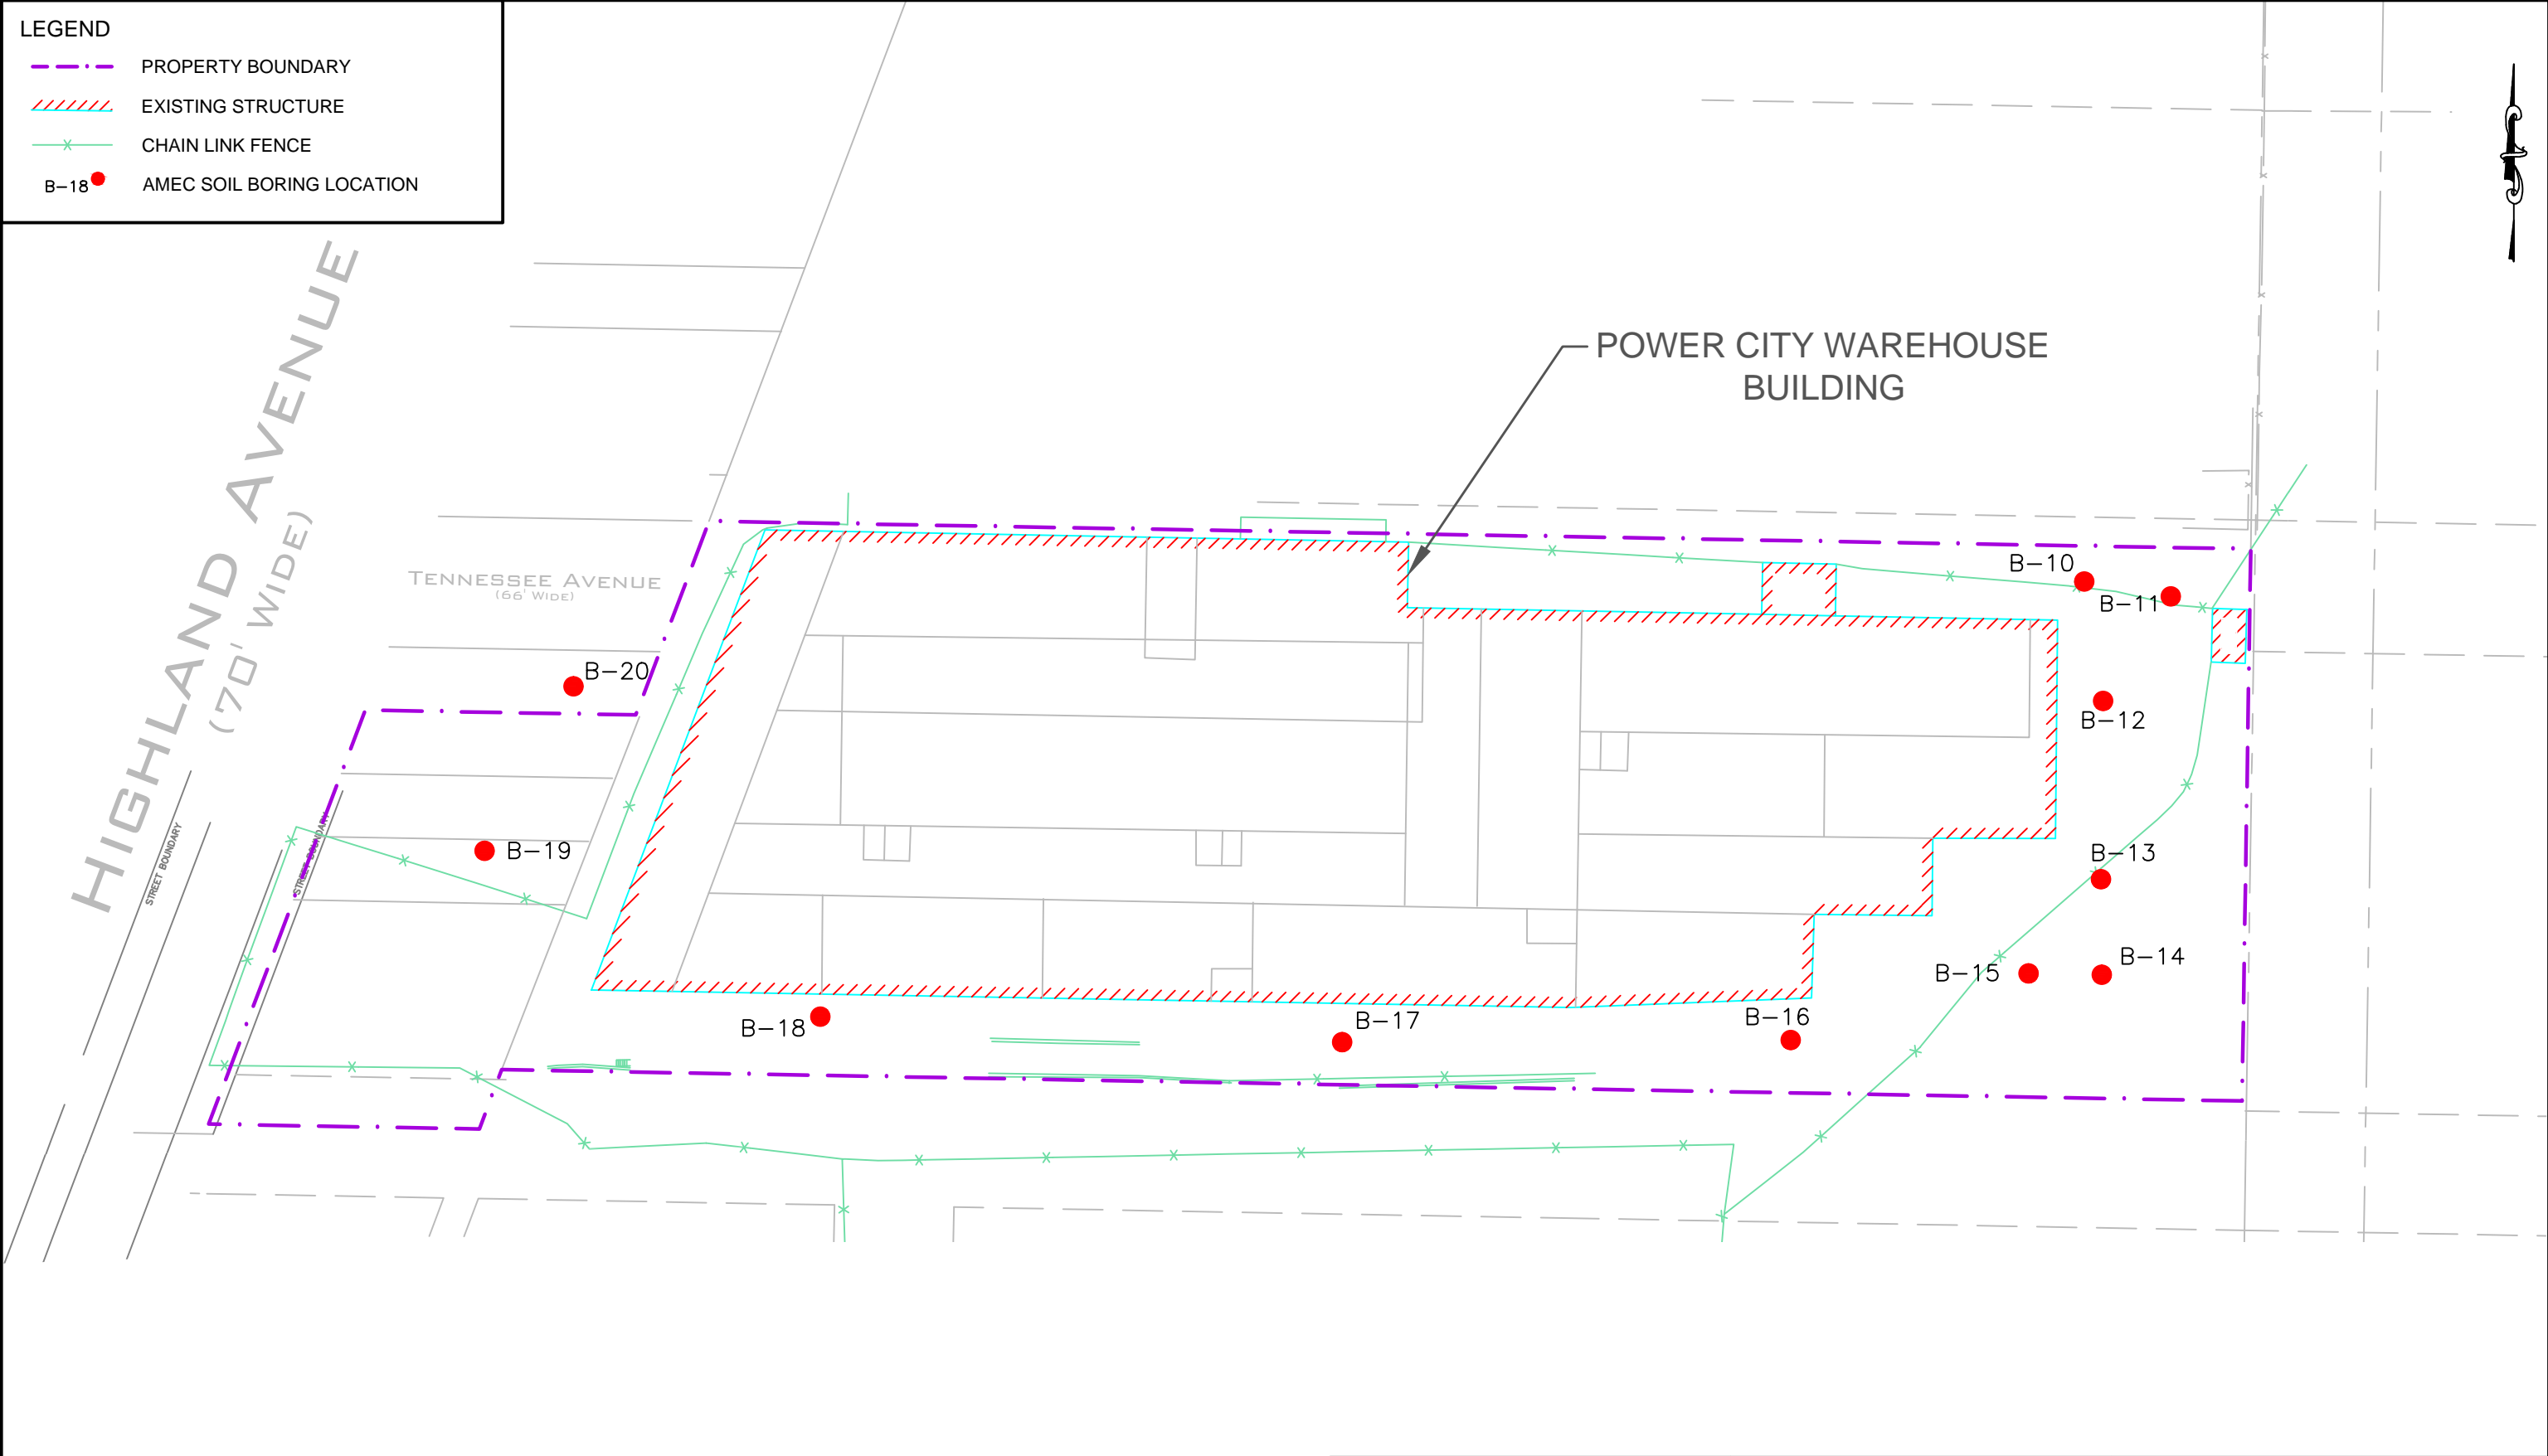 LEGEND
PROPERTY BOUNDARY
EXISTING STRUCTURE
CHAIN LINK FENCE
B-18
AMEC SOIL BORING LOCATION
HIGHLAND AVENUE
(70' WIDE)
POWER CITY WAREHOUSE
BUILDING
TENNESSEE AVENUE
(66' WIDE)
B-10
B-11
B-20
B-12
STREET BOUNDARY
STREET BOUNDARY
B-19
B-13
B-14
B-15
B-16
B-17
B-18